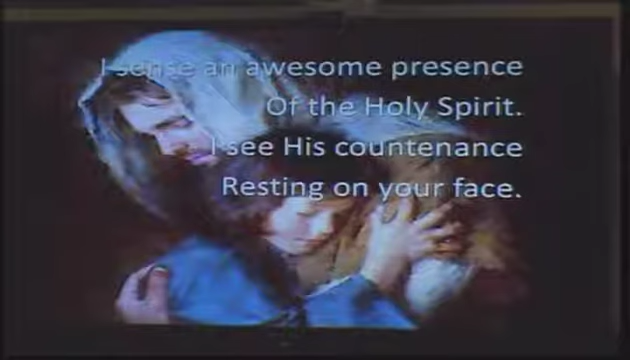 I sense an awesome presence
Of the Holy Spirit.
I see His countenance
Resting on your face.